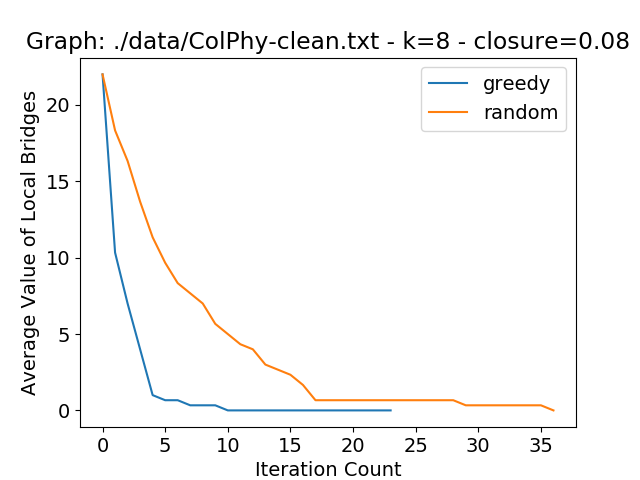 Graph: ./data/ColPhy-clean.txt - k=8 - closure=0.08
greedy
random
Average Value of Local Bridges
20
15
10
5
0
0 5 10 15 20 25 30 35
Iteration Count